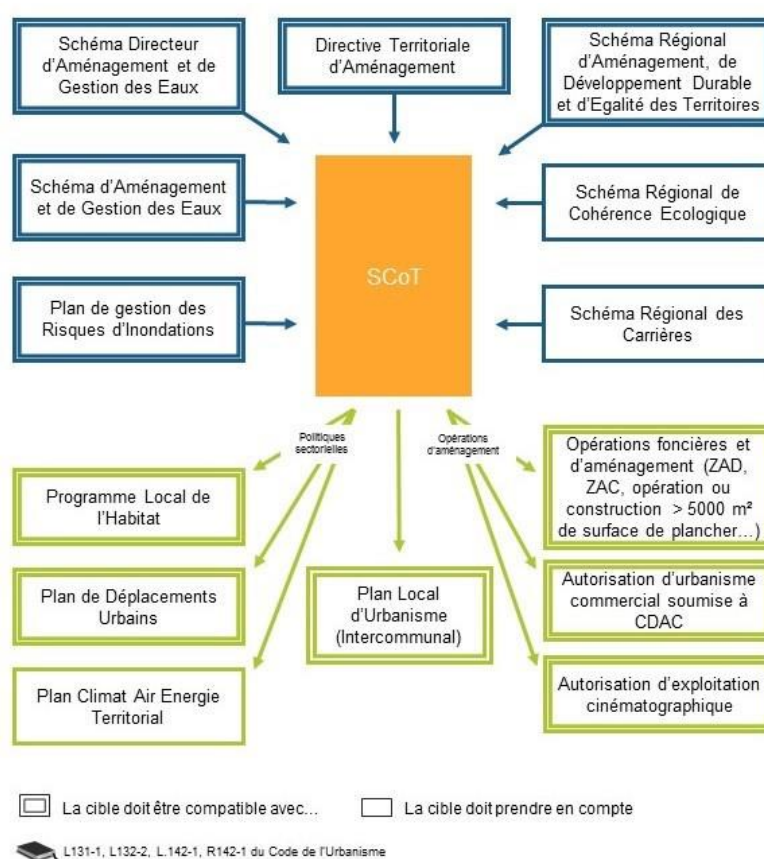 Schéma Directeur
d'Aménagement et de
Gestion des Eaux
Directive Territoriale
d'Aménagement
Schéma Régional
d'Aménagement, de
Développement Durable
et d'Egalité des Territoires
Schéma d'Aménagement
et de Gestion des Eaux
SCoT
Schéma Régional de
Cohérence Ecologique
Plan de gestion des
Risques d'Inondations
Schéma Régional des
Carrières
Politiques
sectorielles
Opérations
d'aménagement
Programme Local de
l'Habitat
Opérations foncières et
d'aménagement (ZAD,
ZAC, opération ou
construction > 5000 m²
de surface de plancher…)
Plan de Déplacements
Urbains
Plan Local
d'Urbanisme
(Intercommunal)
Autorisation d'urbanisme
commercial soumise à
CDAC
Plan Climat Air Energie
Territorial
Autorisation d'exploitation
cinématographique
La cible doit être compatible avec…
La cible doit prendre en compte
L131-1, L132-2, L.142-1, R142-1 du Code de l'Urbanisme